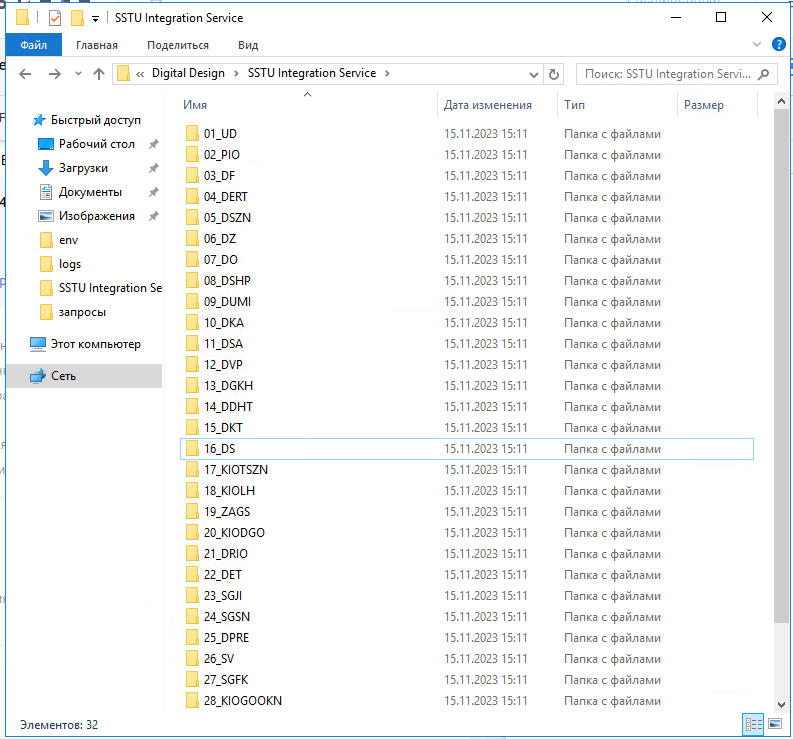 SSTU Integration Service
Файл Главная Поделиться Вид
« Digital Design › SSTU Integration Service › Поиск: SSTU Integration Servi...
Имя Дата изменения Тип Размер
Быстрый доступ
Рабочий стол
Загрузки
Документы
Изображения
env
logs
SSTU Integration Se
запросы
Этот компьютер
Сеть
01_UD 15.11.2023 15:11 Папка с файлами
02_PIO 15.11.2023 15:11 Папка с файлами
03_DF 15.11.2023 15:11 Папка с файлами
04_DERT 15.11.2023 15:11 Папка с файлами
05_DSZN 15.11.2023 15:11 Папка с файлами
06_DZ 15.11.2023 15:11 Папка с файлами
07_DO 15.11.2023 15:11 Папка с файлами
08_DSHP 15.11.2023 15:11 Папка с файлами
09_DUMI 15.11.2023 15:11 Папка с файлами
10_DKA 15.11.2023 15:11 Папка с файлами
11_DSA 15.11.2023 15:11 Папка с файлами
12_DVP 15.11.2023 15:11 Папка с файлами
13_DGKH 15.11.2023 15:11 Папка с файлами
14_DDHT 15.11.2023 15:11 Папка с файлами
15_DKT 15.11.2023 15:11 Папка с файлами
16_DS 15.11.2023 15:11 Папка с файлами
17_KIOTSZN 15.11.2023 15:11 Папка с файлами
18_KIOLH 15.11.2023 15:11 Папка с файлами
19_ZAGS 15.11.2023 15:11 Папка с файлами
20_KIODGO 15.11.2023 15:11 Папка с файлами
21_DRIO 15.11.2023 15:11 Папка с файлами
22_DET 15.11.2023 15:11 Папка с файлами
23_SGJI 15.11.2023 15:11 Папка с файлами
24_SGSN 15.11.2023 15:11 Папка с файлами
25_DPRE 15.11.2023 15:11 Папка с файлами
26_SV 15.11.2023 15:11 Папка с файлами
27_SGFK 15.11.2023 15:11 Папка с файлами
28_KIOGOOKN 15.11.2023 15:11 Папка с файлами
Элементов: 32